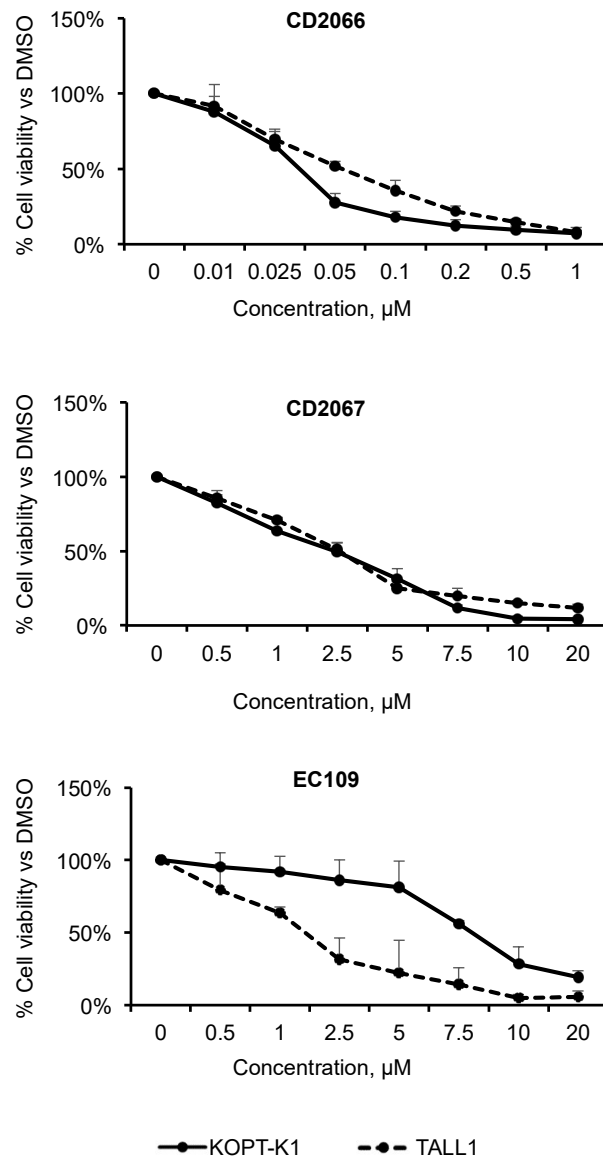 CD2066
% Cell viability vs DMSO
150%
100%
50%
0%
0 0.01 0.025 0.05 0.1 0.2 0.5 1
Concentration, µM
CD2067
% Cell viability vs DMSO
150%
100%
50%
0%
0 0.5 1 2.5 5 7.5 10 20
Concentration, µM
EC109
% Cell viability vs DMSO
150%
100%
50%
0%
0 0.5 1 2.5 5 7.5 10 20
Concentration, µM
KOPT-K1 TALL1